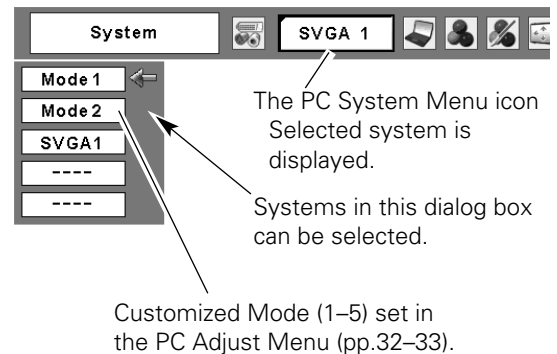 System
SVGA 1
Mode 1
Mode 2
SVGA1
----
----
The PC System Menu icon
Selected system is
displayed.
Systems in this dialog box
can be selected.
Customized Mode (1–5) set in
the PC Adjust Menu (pp.32–33).